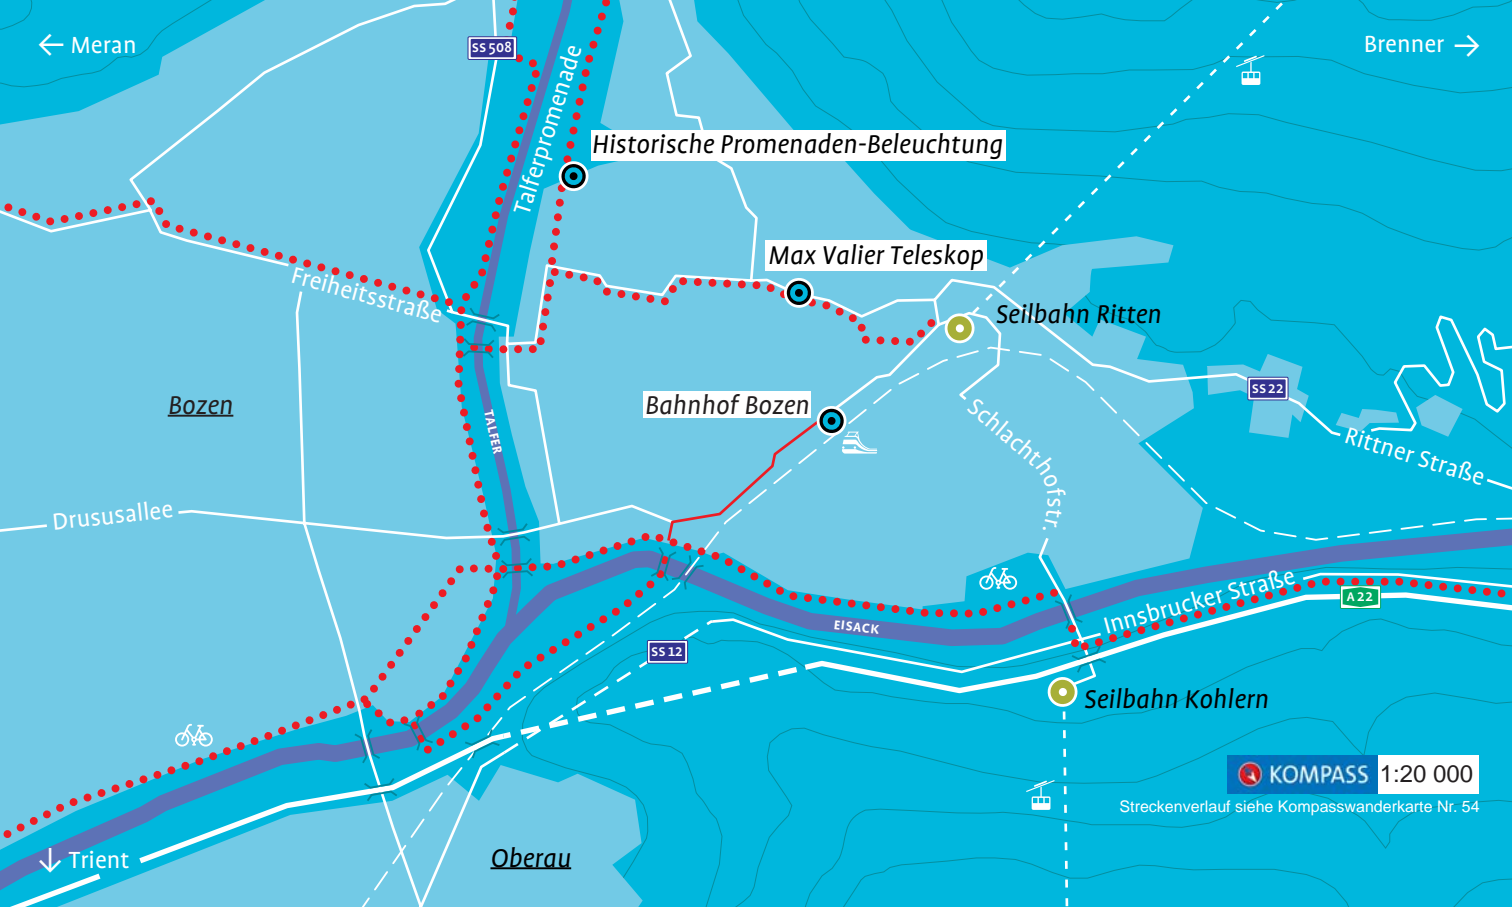 ← Meran
Brenner →
SS 508
Talferpromenade
Historische Promenaden-Beleuchtung
Max Valier Teleskop
Freiheitsstraße
Seilbahn Ritten
SS 22
Bozen
Bahnhof Bozen
TALFER
Schlachthofstr.
Rittner Straße
Drususallee
Innsbrucker Straße
A 22
EISACK
SS 12
Seilbahn Kohlern
KOMPASS 1:20 000
Streckenverlauf siehe Kompasswanderkarte Nr. 54
↓ Trient
Oberau